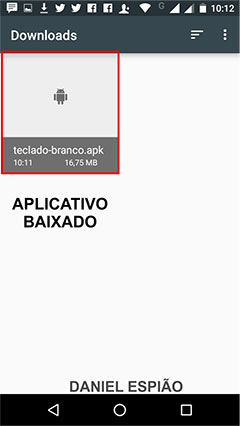 10:12
Downloads
teclado-branco.apk
10:11 16,75 MB
APLICATIVO
BAIXADO
DANIEL ESPIÃO